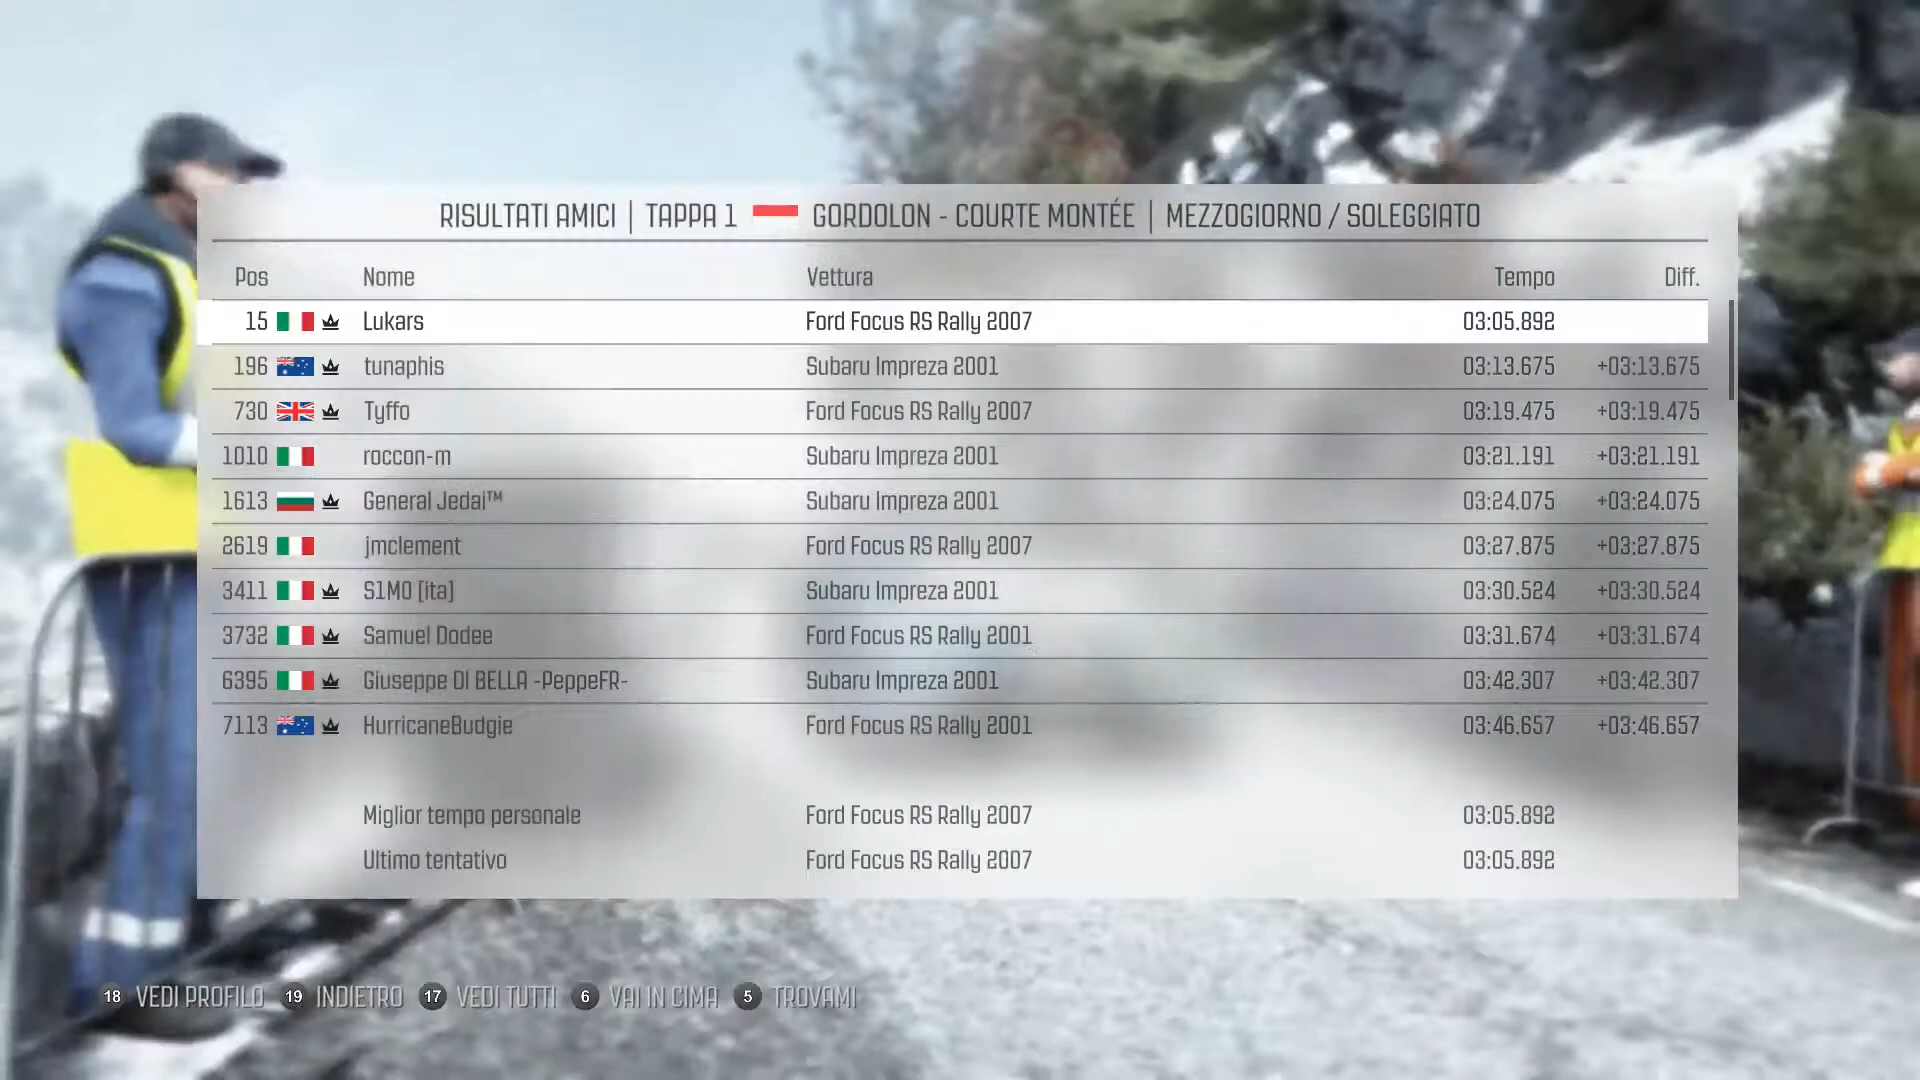 RISULTATI AMICI | TAPPA 1 GORDOLON - COURTE MONTÉE | MEZZOGIORNO / SOLEGGIATO
Pos Nome Vettura Tempo Diff.
15 Lukars Ford Focus RS Rally 2007 03:05.892
196 tunaphis Subaru Impreza 2001 03:13.675 +03:13.675
730 Tyffo Ford Focus RS Rally 2007 03:19.475 +03:19.475
1010 roccon-m Subaru Impreza 2001 03:21.191 +03:21.191
1613 General Jedai™ Subaru Impreza 2001 03:24.075 +03:24.075
2619 jmclement Ford Focus RS Rally 2007 03:27.875 +03:27.875
3411 S1M0 [ita] Subaru Impreza 2001 03:30.524 +03:30.524
3732 Samuel Dodee Ford Focus RS Rally 2001 03:31.674 +03:31.674
6395 Giuseppe DI BELLA -PeppeFR- Subaru Impreza 2001 03:42.307 +03:42.307
7113 HurricaneBudgie Ford Focus RS Rally 2001 03:46.657 +03:46.657
Miglior tempo personale Ford Focus RS Rally 2007 03:05.892
Ultimo tentativo Ford Focus RS Rally 2007 03:05.892
18 VEDI PROFILO 19 INDIETRO 17 VEDI TUTTI 6 VAI IN CIMA 5 TROVAMI